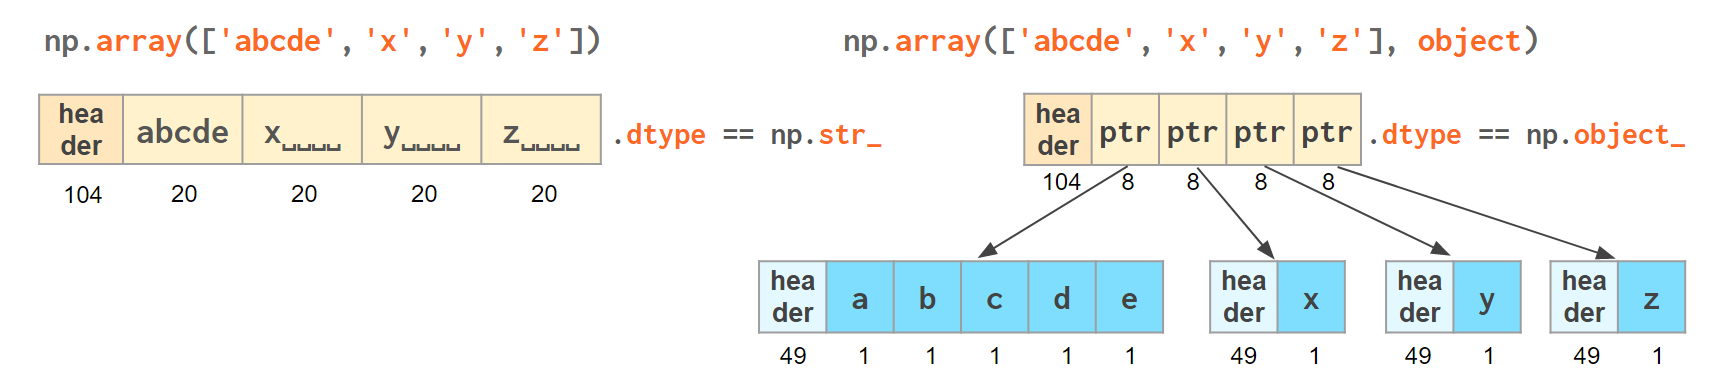 np.array(['abcde', 'x', 'y', 'z'])
header abcde x␣␣␣␣ y␣␣␣␣ z␣␣␣␣ .dtype == np.str_
104 20 20 20 20
np.array(['abcde', 'x', 'y', 'z'], object)
header ptr ptr ptr ptr .dtype == np.object_
104 8 8 8 8
header a b c d e header x header y header z
49 1 1 1 1 1 49 1 49 1 49 1